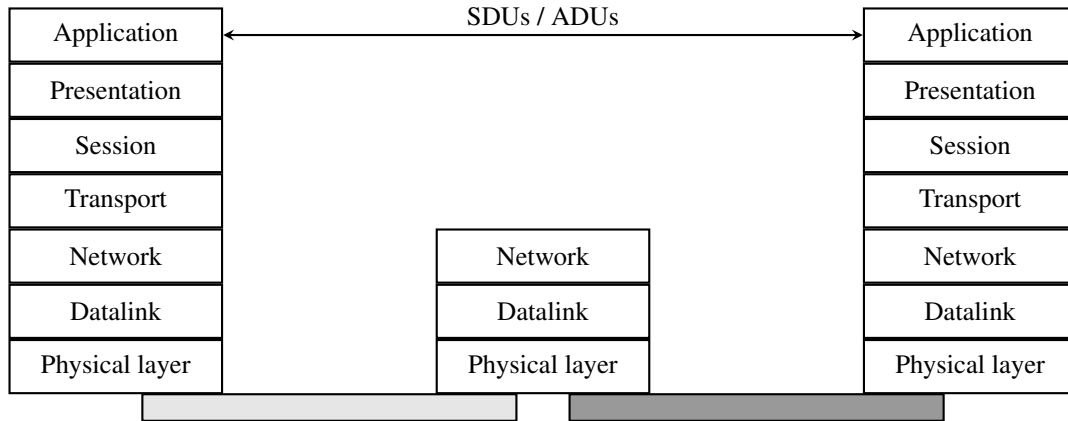 SDUs / ADUs
Application
Presentation
Session
Transport
Network
Datalink
Physical layer
Network
Datalink
Physical layer
Application
Presentation
Session
Transport
Network
Datalink
Physical layer